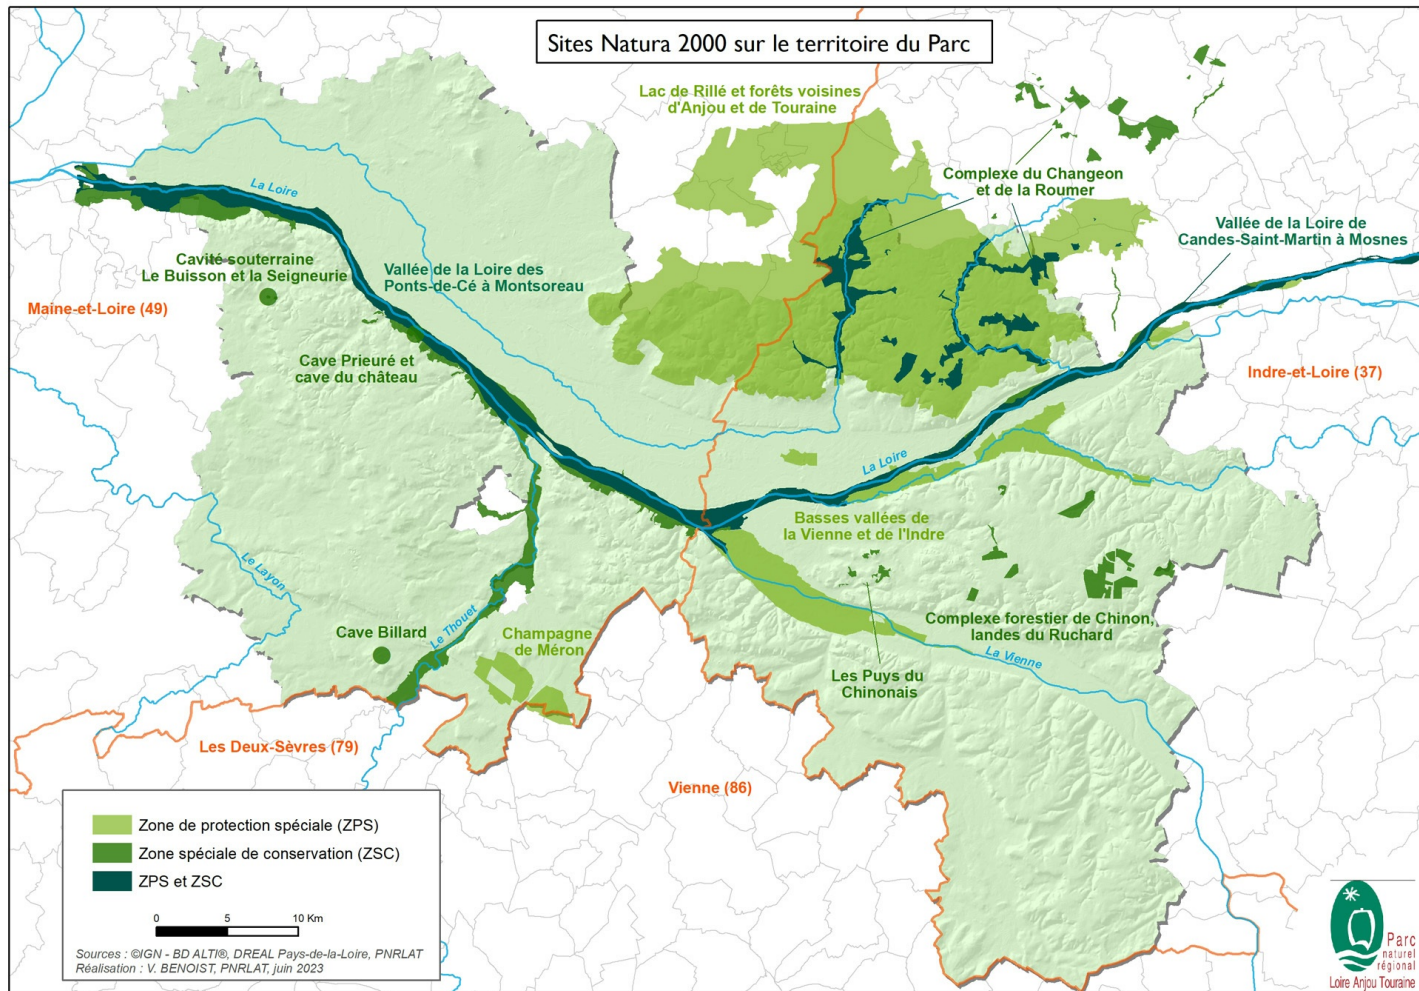 Sites Natura 2000 sur le territoire du Parc
Lac de Rillé et forêts voisines
d'Anjou et de Touraine
Complexe du Changeon
et de la Roumer
Vallée de la Loire de
Candes-Saint-Martin à Mosnes
La Loire
Cavité souterraine
Le Buisson et la Seigneurie
Vallée de la Loire des
Ponts-de-Cé à Montsoreau
Maine-et-Loire (49)
Cave Prieuré et
cave du château
Indre-et-Loire (37)
La Loire
Basses vallées de
la Vienne et de l'Indre
Le Layon
Le Thouet
Cave Billard
Champagne
de Méron
Complexe forestier de Chinon,
landes du Ruchard
La Vienne
Les Puys du
Chinonais
Les Deux-Sèvres (79)
Vienne (86)
Zone de protection spéciale (ZPS)
Zone spéciale de conservation (ZSC)
ZPS et ZSC
0 5 10 Km
Sources : ©IGN - BD ALTI®, DREAL Pays-de-la-Loire, PNRLAT
Réalisation : V. BENOIST, PNRLAT, juin 2023
Parc
naturel
régional
Loire Anjou Touraine